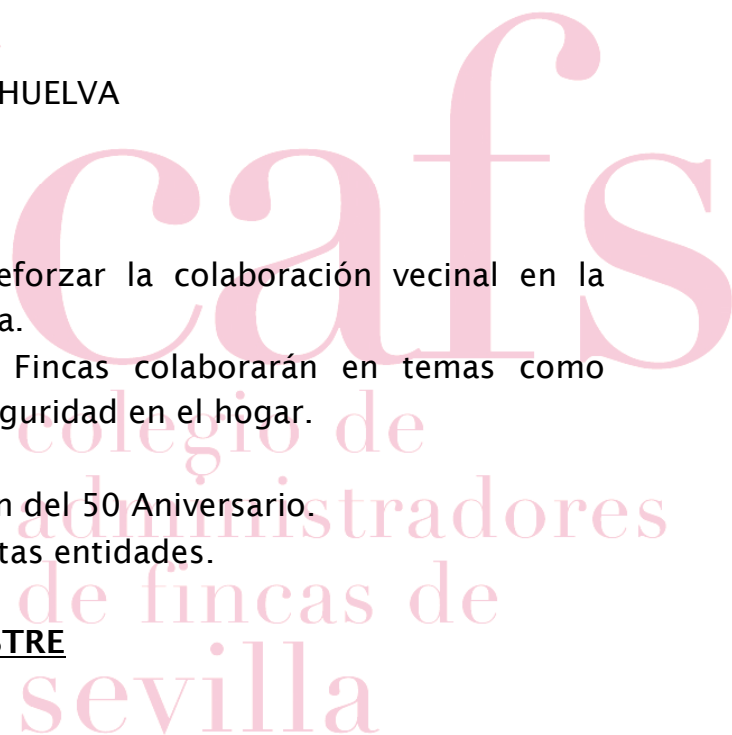 HUELVA
cafs
eforzar la colaboración vecinal en la
a.
Fincas colaborarán en temas como
guridad en el hogar.
colegio de
n del 50 Aniversario.
administradores
tas entidades.
de fincas de
STRE
sevilla